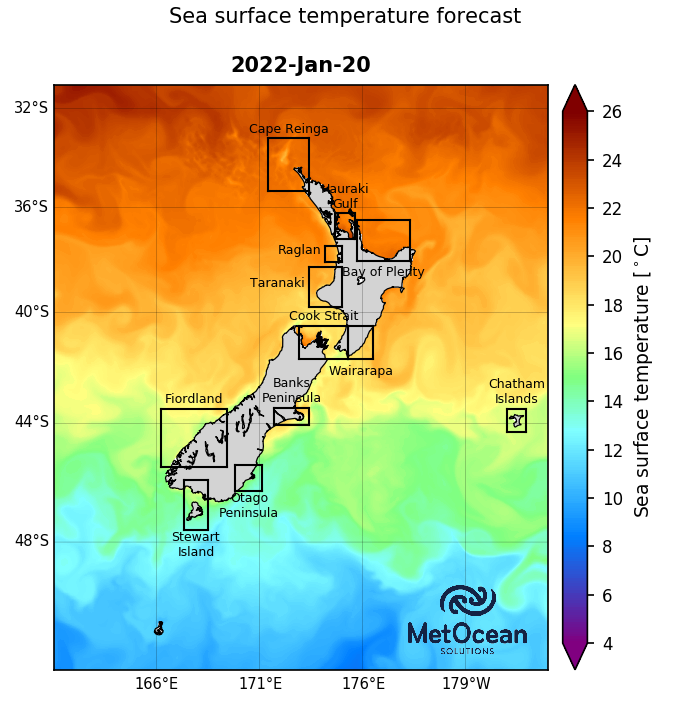 Sea surface temperature forecast
2022-Jan-20
32°S
36°S
40°S
44°S
48°S
Cape Reinga
Hauraki
Gulf
Raglan
Bay of Plenty
Taranaki
Cook Strait
Wairarapa
Banks
Peninsula
Fiordland
Chatham
Islands
Otago
Peninsula
Stewart
Island
MetOcean
SOLUTIONS
166°E
171°E
176°E
179°W
26
24
22
20
18
16
14
12
10
8
6
4
Sea surface temperature [°C]